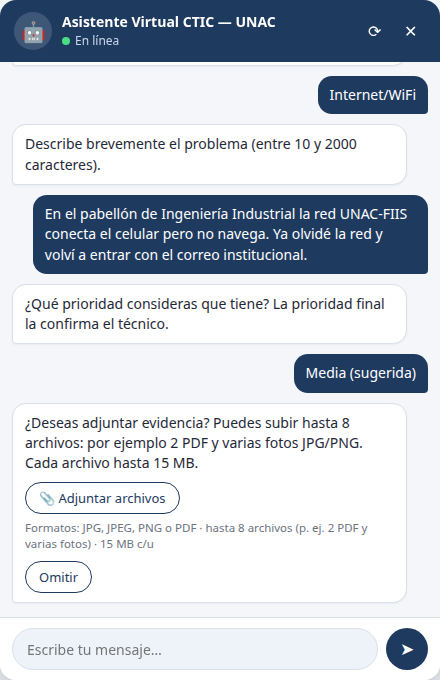 Asistente Virtual CTIC — UNAC
En línea
Internet/WiFi
Describe brevemente el problema (entre 10 y 2000
caracteres).
En el pabellón de Ingeniería Industrial la red UNAC-FIIS
conecta el celular pero no navega. Ya olvidé la red y
volví a entrar con el correo institucional.
¿Qué prioridad consideras que tiene? La prioridad final
la confirma el técnico.
Media (sugerida)
¿Deseas adjuntar evidencia? Puedes subir hasta 8
archivos: por ejemplo 2 PDF y varias fotos JPG/PNG.
Cada archivo hasta 15 MB.
📎 Adjuntar archivos
Formatos: JPG, JPEG, PNG o PDF · hasta 8 archivos (p. ej. 2 PDF y
varias fotos) · 15 MB c/u
Omitir
Escribe tu mensaje...